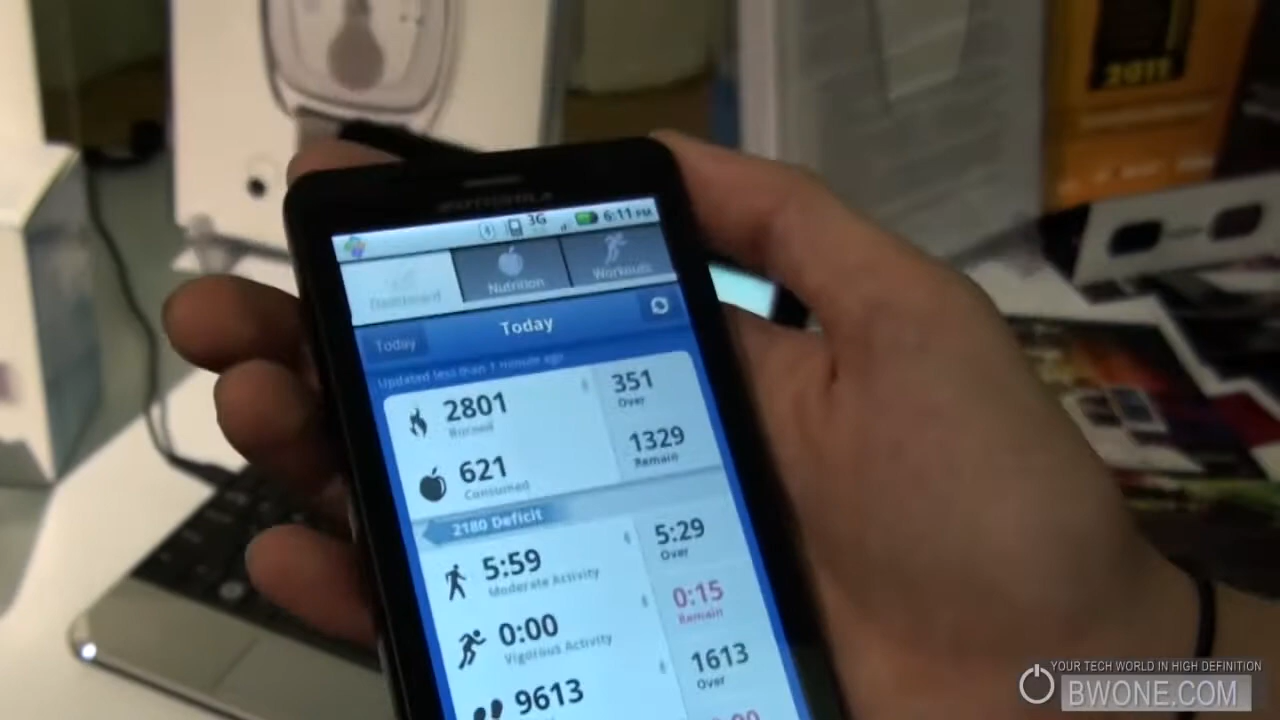 2011
MOTOROLA
3G 6:11 PM
Dashboard Nutrition Workouts
Today Today
Updated less than 1 minute ago
2801 Burned 351 Over
621 Consumed 1329 Remain
2180 Deficit
5:59 Moderate Activity 5:29 Over
0:00 Vigorous Activity 0:15 Remain
9613 1613 Over
YOUR TECH WORLD IN HIGH DEFINITION
BWONE.COM